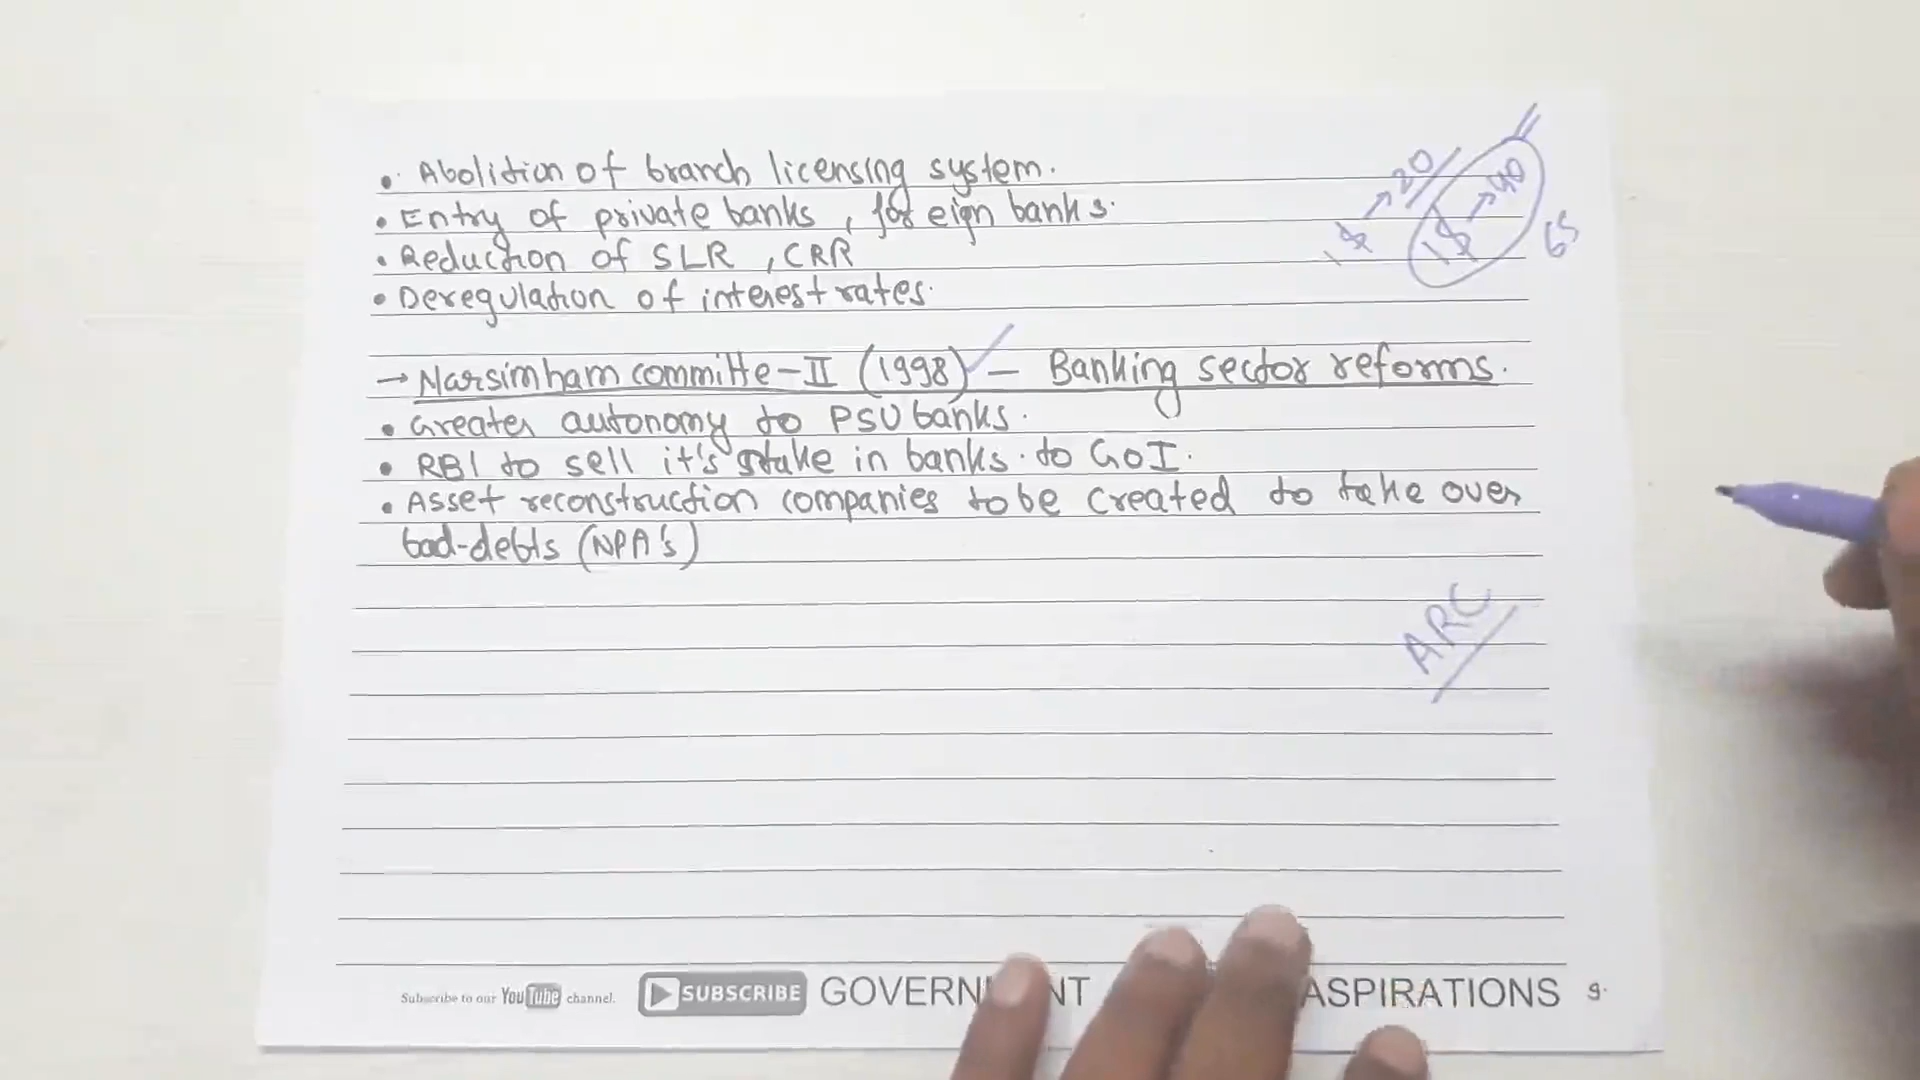 • Abolition of branch licensing system.
• Entry of private banks, foreign banks.
• Reduction of SLR, CRR
• Deregulation of interest rates.
→ Narsimham committe-II (1998) – Banking sector reforms.
• Greater autonomy to PSU banks.
• RBI to sell it's stake in banks. to GoI.
• Asset reconstruction companies to be created to take over
bad-debts (NPA's)
1$ → 20
1$ → 40
65
ARC
Subscribe to our YouTube channel. SUBSCRIBE ASPIRATIONS 9.